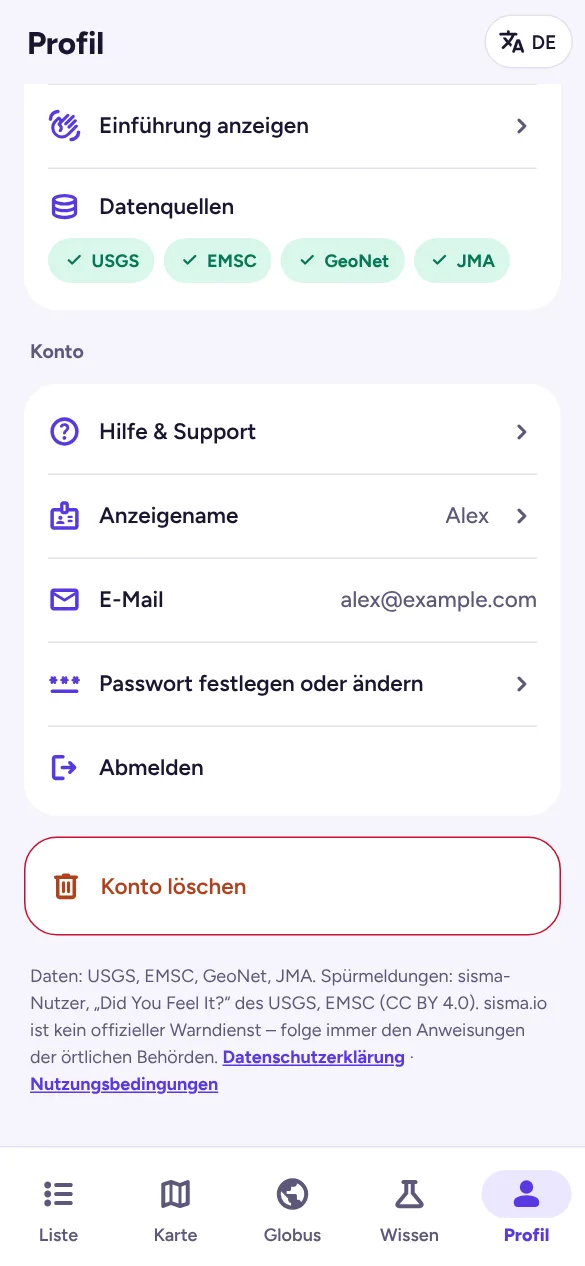 Profil
DE
Einführung anzeigen
Datenquellen
USGS
EMSC
GeoNet
JMA
Konto
Hilfe & Support
Anzeigename
Alex
E-Mail
alex@example.com
Passwort festlegen oder ändern
Abmelden
Konto löschen
Daten: USGS, EMSC, GeoNet, JMA. Spürmeldungen: sisma-
Nutzer, „Did You Feel It?“ des USGS, EMSC (CC BY 4.0). sisma.io
ist kein offizieller Warndienst – folge immer den Anweisungen
der örtlichen Behörden. Datenschutzerklärung ·
Nutzungsbedingungen
Liste
Karte
Globus
Wissen
Profil